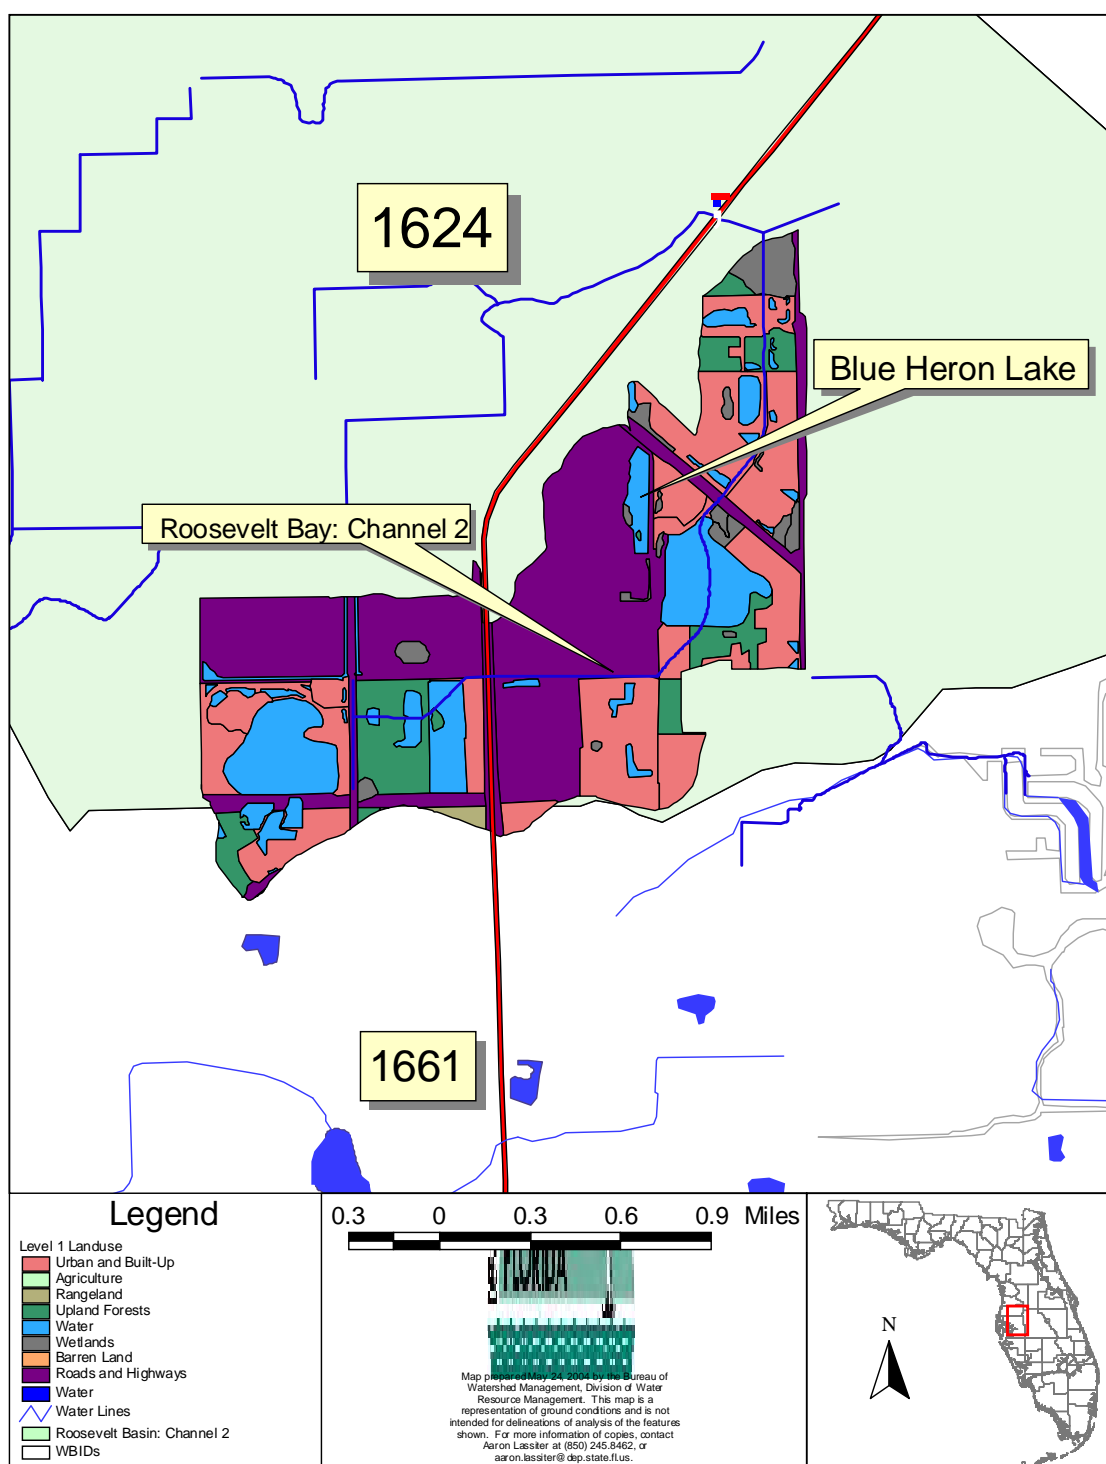 1624
Blue Heron Lake
Roosevelt Bay: Channel 2
1661
Legend
Level 1 Landuse
Urban and Built-Up
Agriculture
Rangeland
Upland Forests
Water
Wetlands
Barren Land
Roads and Highways
Water
Water Lines
Roosevelt Basin: Channel 2
WBIDs
0.3 0 0.3 0.6 0.9 Miles
FLORIDA
Map prepared May 24, 2004 by the Bureau of
Watershed Management, Division of Water
Resource Management. This map is a
representation of ground conditions and is not
intended for delineations of analysis of the features
shown. For more information of copies, contact
Aaron Lassiter at (850) 245.8462, or
aaron.lassiter@dep.state.fl.us.
N